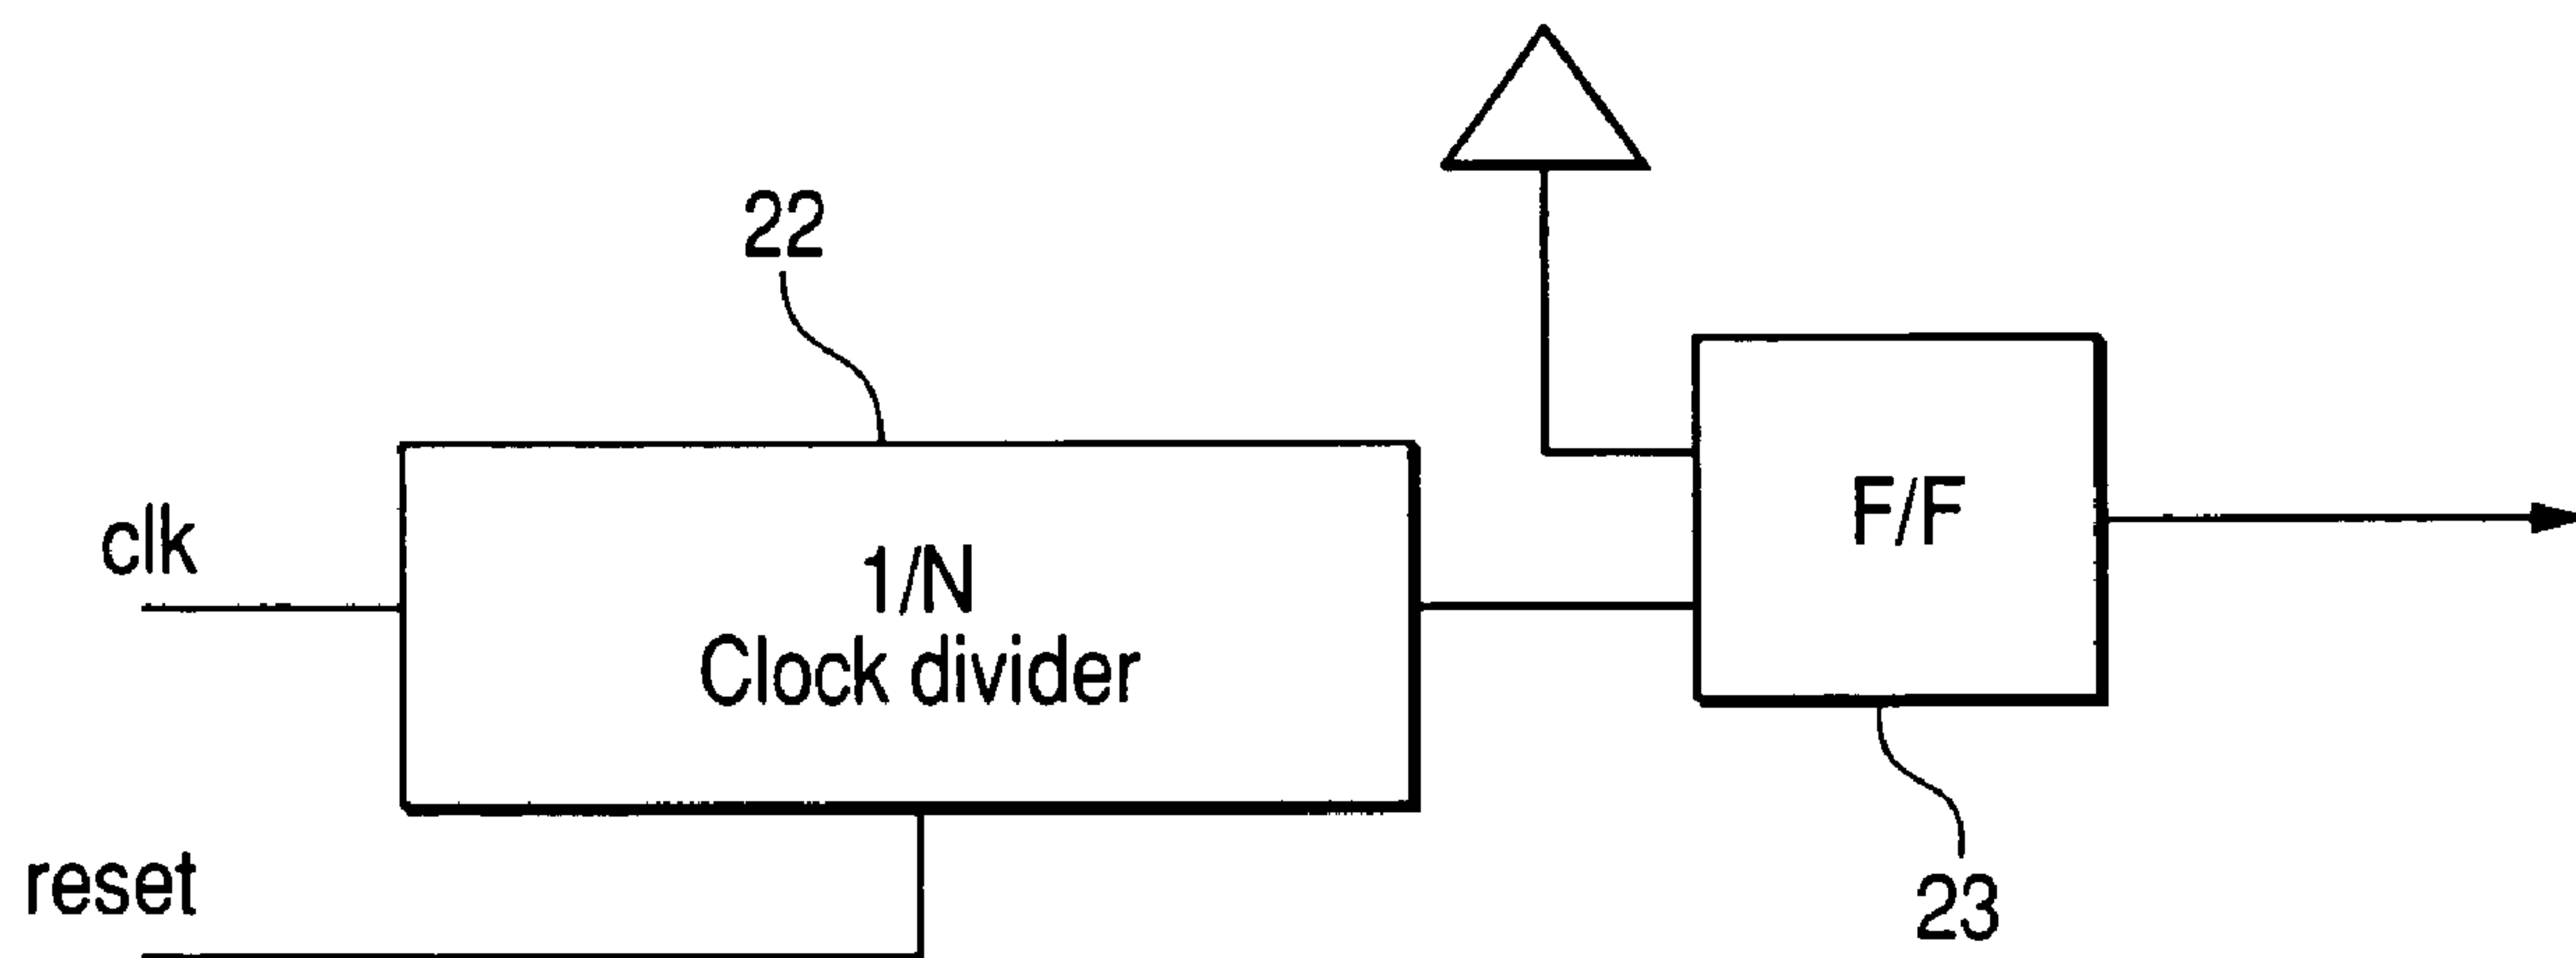 22
clk
1/N
Clock divider
F/F
reset
23